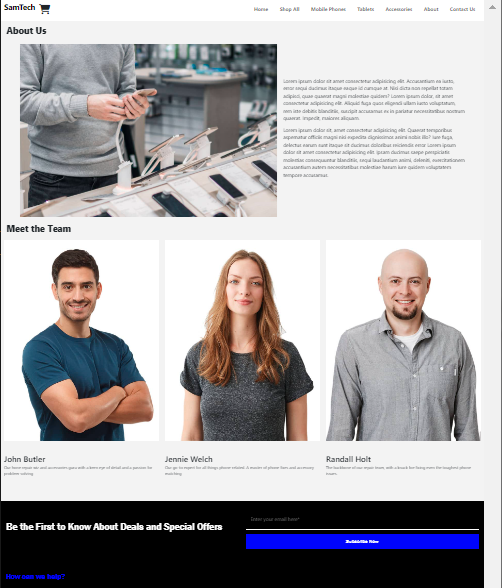 SamTech
Home Shop All Mobile Phones Tablets Accessories About Contact Us
About Us
Lorem ipsum dolor sit amet consectetur adipisicing elit. Accusantium ea iusto,
error sequi ducimus itaque eaque id cumque at. Nisi dicta non repellat totam
adipisci, quae quaerat magni molestiae quidem? Lorem ipsum dolor, sit amet
consectetur adipisicing elit. Aliquid fuga quos eligendi ullam iusto voluptatum,
rem iste debitis blanditiis, suscipit accusamus ex in pariatur necessitatibus nostrum
quaerat. Impedit, maiores aliquam.
Lorem ipsum dolor sit, amet consectetur adipisicing elit. Quaerat temporibus
aspernatur officiis magni nisi expedita dignissimos animi nobis illo? Iure fuga,
delectus earum sunt itaque sit ducimus doloribus reiciendis error Lorem ipsum
dolor sit amet consectetur adipisicing elit. Ipsam ducimus saepe perspiciatis
molestias consequuntur blanditiis, sequi laudantium animi, deleniti, exercitationem
accusantium autem necessitatibus molestiae harum iure quidem voluptatem
tempore accusamus.
Meet the Team
John Butler
Our home repair star and accessories guru with a keen eye of detail and a passion for
problem solving.
Jennie Welch
Our go-to expert for all things phone related. A master of phone fixes and accessory
matching.
Randall Holt
The backbone of our repair team, with a knack for fixing even the toughest phone
issues.
Be the First to Know About Deals and Special Offers
Enter your email here*
Subscribe Now
How can we help?